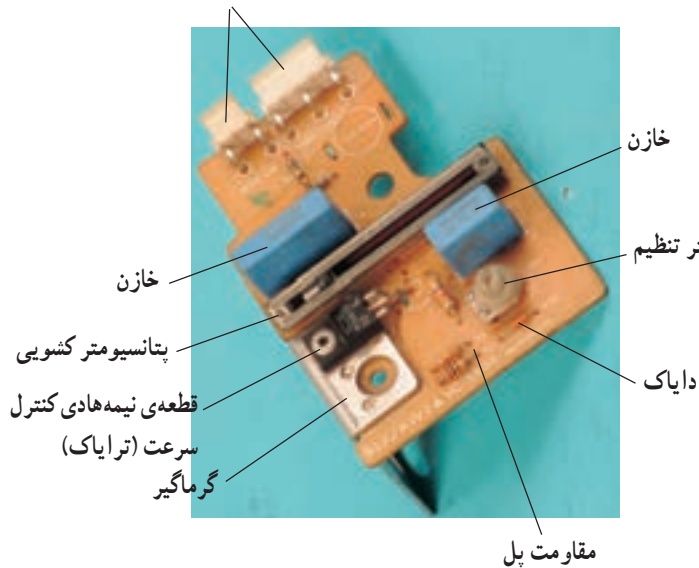 خازن
تنظیم
خازن
پتانسیومتر کشویی
دایاک
قطعه‌ی نیمه‌هادی کنترل
سرعت (ترایاک)
گرماگیر
مقاومت پل